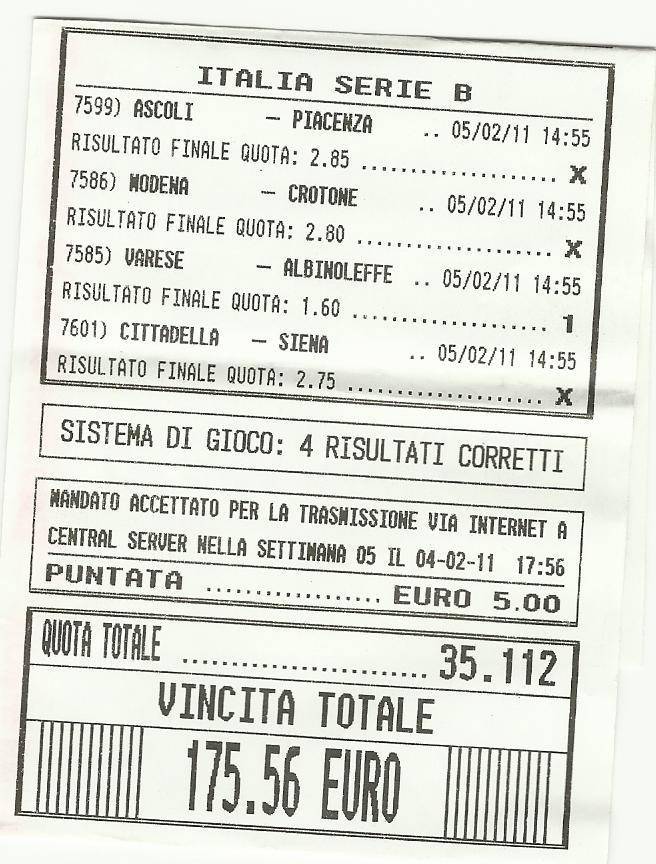 ITALIA SERIE B
7599) ASCOLI - PIACENZA .. 05/02/11 14:55
RISULTATO FINALE QUOTA: 2.85 .................... X
7586) MODENA - CROTONE .. 05/02/11 14:55
RISULTATO FINALE QUOTA: 2.80 .................... X
7585) VARESE - ALBINOLEFFE .. 05/02/11 14:55
RISULTATO FINALE QUOTA: 1.60 .................... 1
7601) CITTADELLA - SIENA .. 05/02/11 14:55
RISULTATO FINALE QUOTA: 2.75 .................... X
SISTEMA DI GIOCO: 4 RISULTATI CORRETTI
MANDATO ACCETTATO PER LA TRASMISSIONE VIA INTERNET A
CENTRAL SERVER NELLA SETTIMANA 05 IL 04-02-11 17:56
PUNTATA .................. EURO 5.00
QUOTA TOTALE ......................... 35.112
VINCITA TOTALE
175.56 EURO